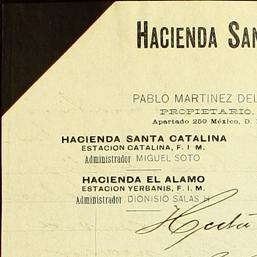 HACIENDA SAN
PABLO MARTINEZ DEL
PROPIETARIO.
Apartado 250 México, D.
HACIENDA SANTA CATALINA
ESTACION CATALINA, F. I M.
Administrador MIGUEL SOTO
HACIENDA EL ALAMO
ESTACION YERBANIS, F. I. M.
Administrador DIONISIO SALAS H.